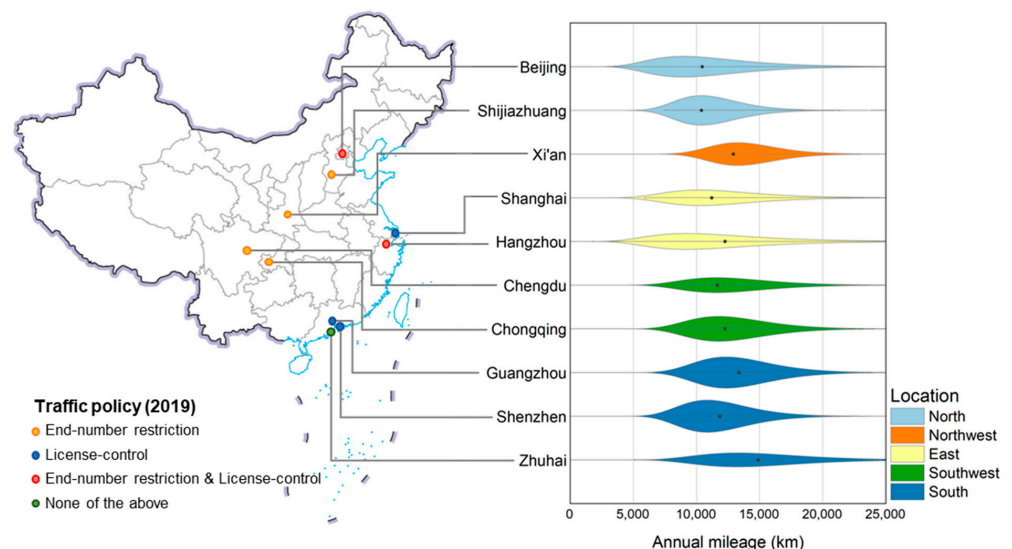 Beijing
Shijiazhuang
Xi'an
Shanghai
Hangzhou
Chengdu
Chongqing
Guangzhou
Shenzhen
Zhuhai
Traffic policy (2019)
End-number restriction
License-control
End-number restriction & License-control
None of the above
Location
North
Northwest
East
Southwest
South
0 5,000 10,000 15,000 20,000 25,000
Annual mileage (km)